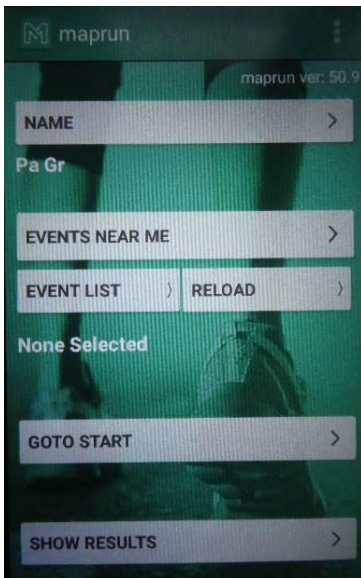 maprun
maprun ver: 50.9
NAME
Pa Gr
EVENTS NEAR ME
EVENT LIST RELOAD
None Selected
GOTO START
SHOW RESULTS